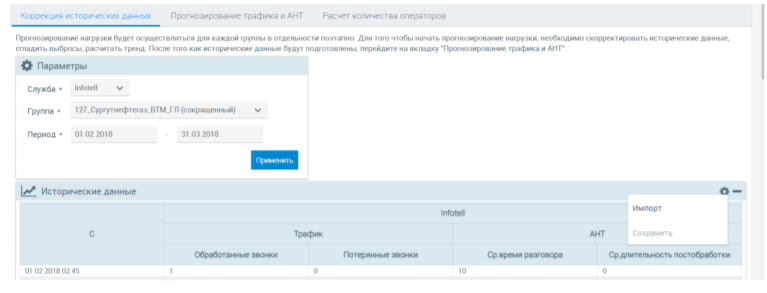 Коррекция исторических данных Прогнозирование трафика и АНТ Расчет количества операторов
Прогнозирование нагрузки будет осуществляться для каждой группы в отдельности поэтапно. Для того чтобы начать прогнозирование нагрузки, необходимо скорректировать исторические данные,
сгладить выбросы, расчитать тренд. После того как исторические данные будут подготовлены, перейдите на вкладку "Прогнозирование трафика и АНТ".
Параметры
Служба * Infotell
Группа * 127_Сургутнефтегаз_ВТМ_ГЛ (сокращенный)
Период * 01.02.2018 - 31.03.2018
Применить
Исторические данные
Импорт
Сохранить
Infotell
С Трафик АНТ
Обработанные звонки Потерянные звонки Ср.время разговора Ср.длительность постобработки
01.02.2018 02:45 1 0 10 0